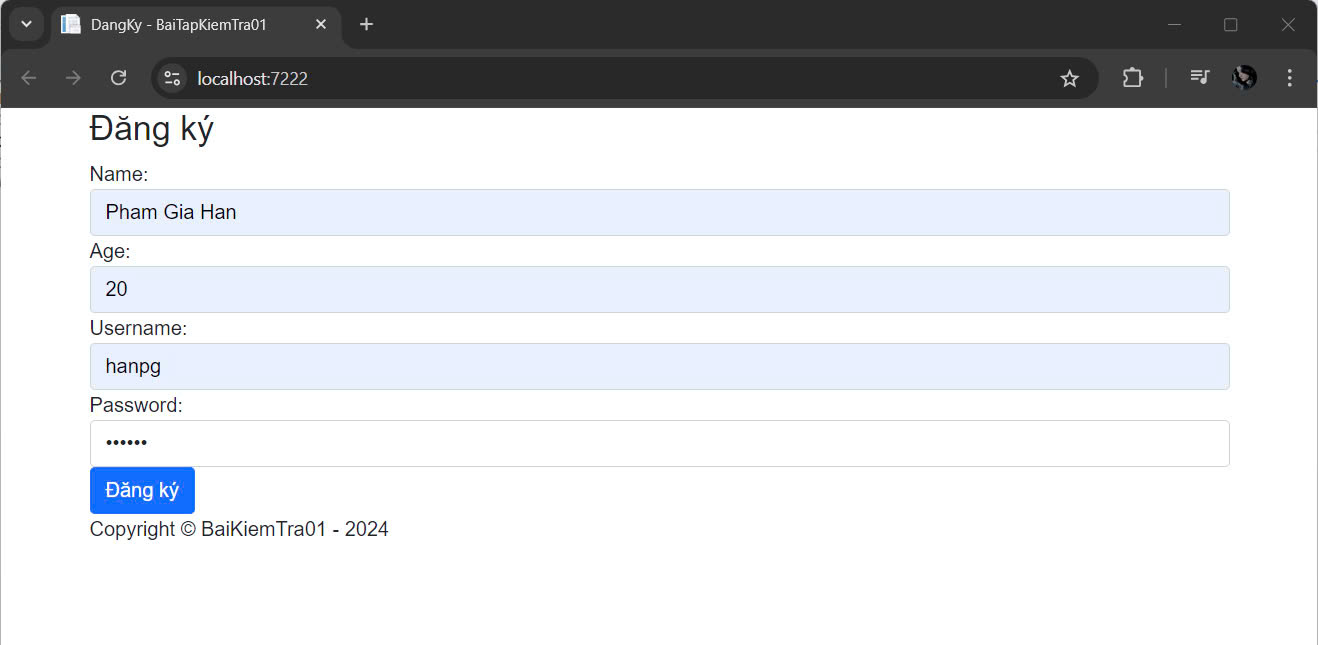 DangKy - BaiTapKiemTra01
localhost:7222
Đăng ký
Name:
Pham Gia Han
Age:
20
Username:
hanpg
Password:
••••••
Đăng ký
Copyright © BaiKiemTra01 - 2024